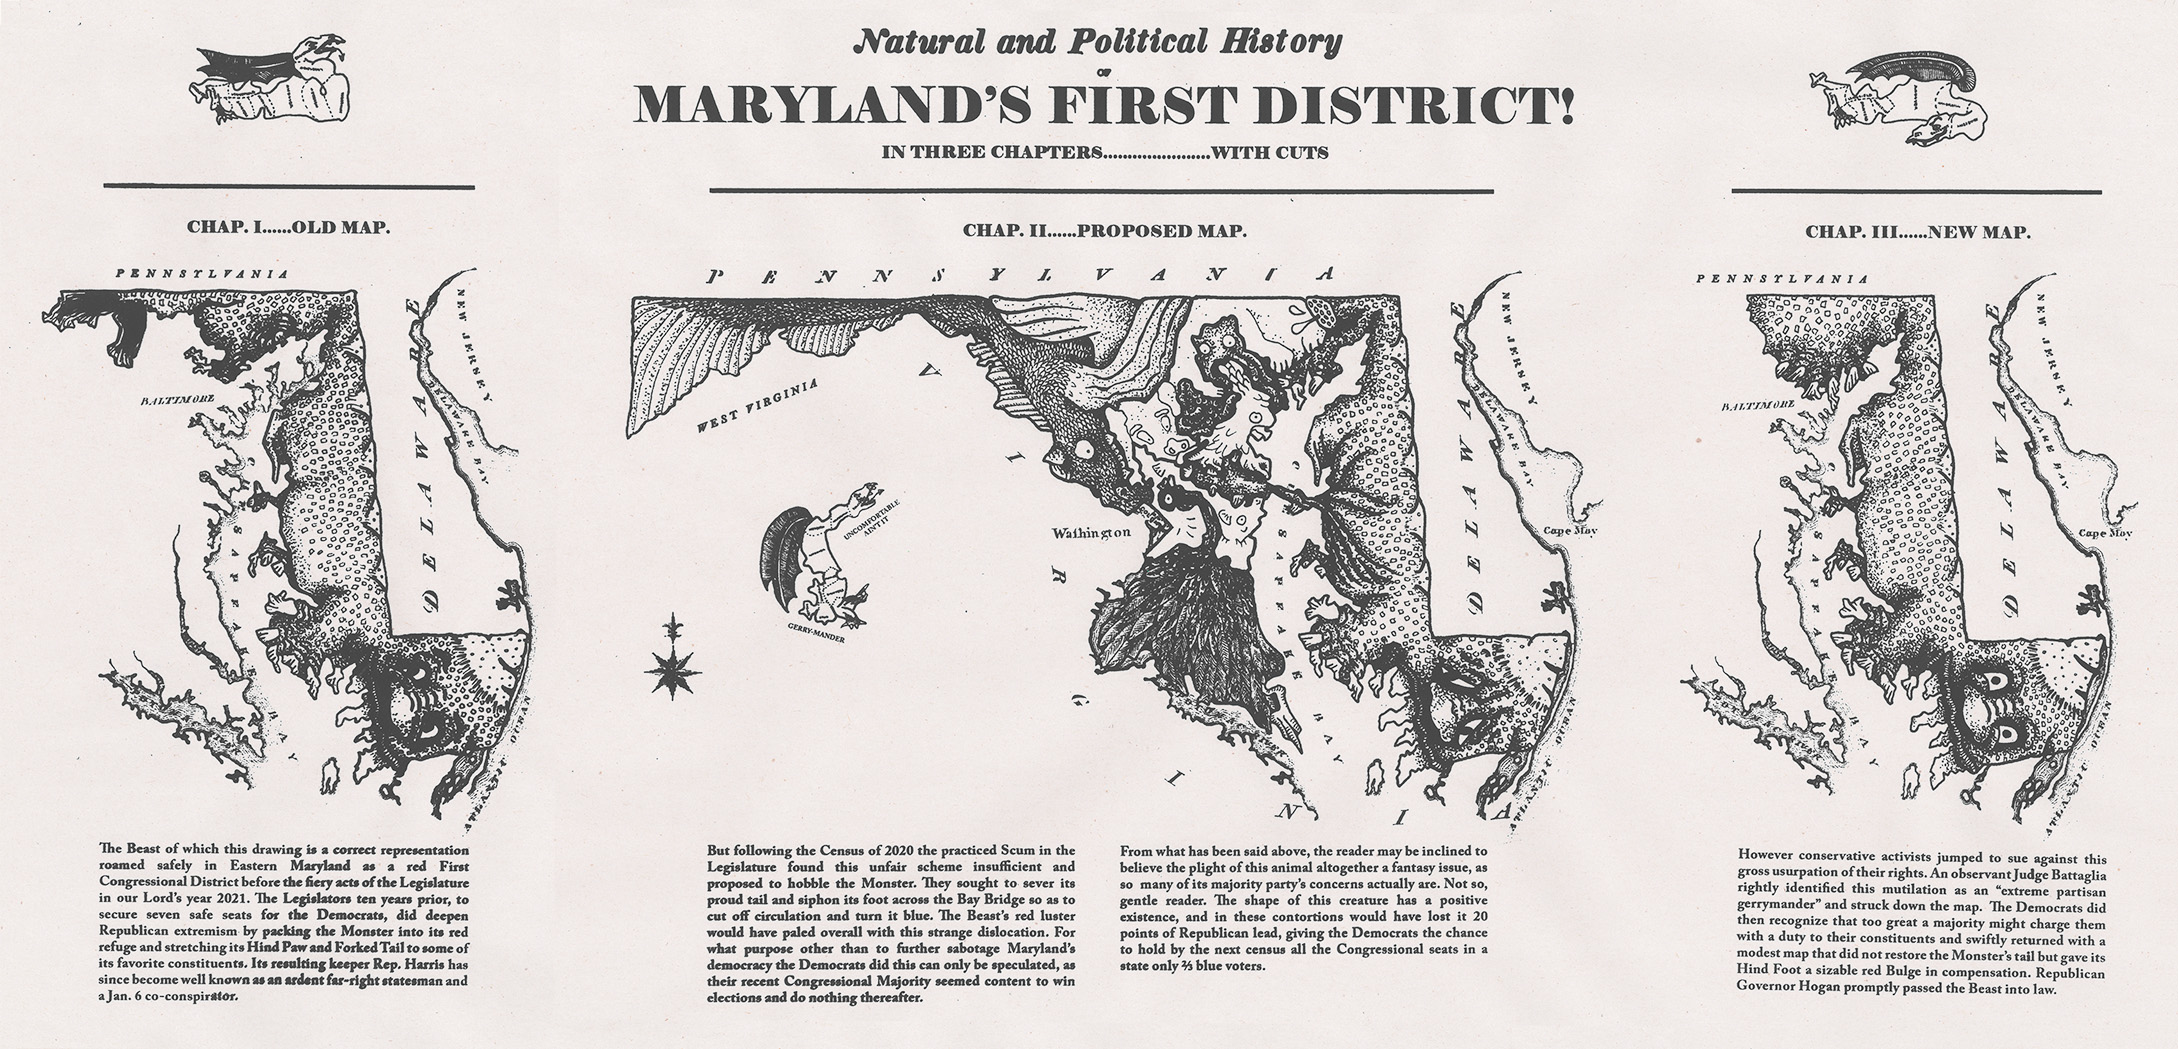 Natural and Political History
OF
MARYLAND'S FIRST DISTRICT!
IN THREE CHAPTERS......................WITH CUTS
CHAP. I......OLD MAP.
PENNSYLVANIA
NEW JERSEY
BALTIMORE
DELAWARE
DELAWARE BAY
SAPEAKE
BAY
ATLANTIC OCEAN
The Beast of which this drawing is a correct representation
roamed safely in Eastern Maryland as a red First
Congressional District before the fiery acts of the Legislature
in our Lord's year 2021. The Legislators ten years prior, to
secure seven safe seats for the Democrats, did deepen
Republican extremism by packing the Monster into its red
refuge and stretching its Hind Paw and Forked Tail to some of
its favorite constituents. Its resulting keeper Rep. Harris has
since become well known as an ardent far-right statesman and
a Jan. 6 co-conspirator.
CHAP. II......PROPOSED MAP.
PENNSYLVANIA
NEW JERSEY
WEST VIRGINIA
DELAWARE
DELAWARE BAY
VIRGINIA
UNCOMFORTABLE
AINT IT
GERRY-MANDER
Washington
Cape May
SAPEAKE
BAY
ATLANTIC OCEAN
But following the Census of 2020 the practiced Scum in the
Legislature found this unfair scheme insufficient and
proposed to hobble the Monster. They sought to sever its
proud tail and siphon its foot across the Bay Bridge so as to
cut off circulation and turn it blue. The Beast's red luster
would have paled overall with this strange dislocation. For
what purpose other than to further sabotage Maryland's
democracy the Democrats did this can only be speculated, as
their recent Congressional Majority seemed content to win
elections and do nothing thereafter.
From what has been said above, the reader may be inclined to
believe the plight of this animal altogether a fantasy issue, as
so many of its majority party's concerns actually are. Not so,
gentle reader. The shape of this creature has a positive
existence, and in these contortions would have lost it 20
points of Republican lead, giving the Democrats the chance
to hold by the next census all the Congressional seats in a
state only ⅔ blue voters.
CHAP. III......NEW MAP.
PENNSYLVANIA
NEW JERSEY
BALTIMORE
DELAWARE
DELAWARE BAY
Cape May
SAPEAKE
BAY
ATLANTIC OCEAN
However conservative activists jumped to sue against this
gross usurpation of their rights. An observant Judge Battaglia
rightly identified this mutilation as an “extreme partisan
gerrymander” and struck down the map. The Democrats did
then recognize that too great a majority might charge them
with a duty to their constituents and swiftly returned with a
modest map that did not restore the Monster's tail but gave its
Hind Foot a sizable red Bulge in compensation. Republican
Governor Hogan promptly passed the Beast into law.